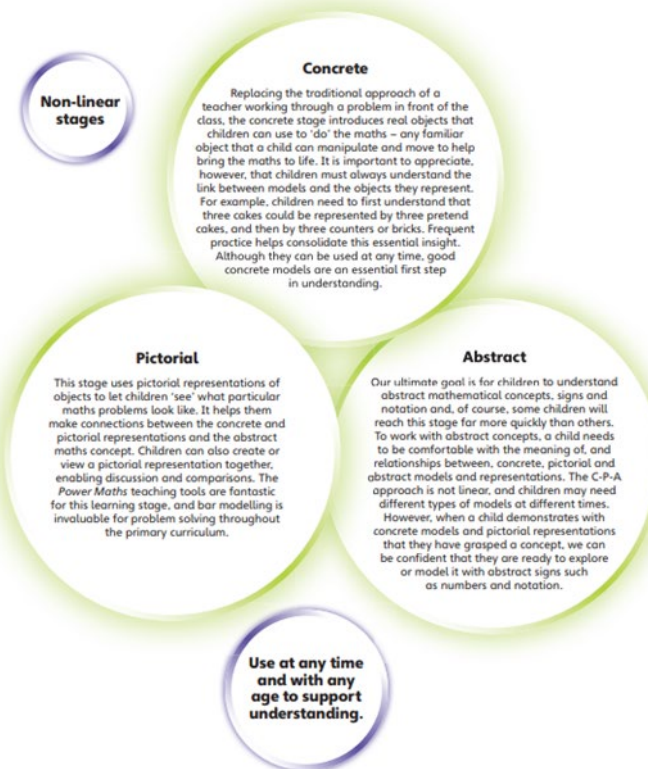 Non-linear
stages
Concrete
Replacing the traditional approach of a
teacher working through a problem in front of the
class, the concrete stage introduces real objects that
children can use to ‘do’ the maths – any familiar
object that a child can manipulate and move to help
bring the maths to life. It is important to appreciate,
however, that children must always understand the
link between models and the objects they represent.
For example, children need to first understand that
three cakes could be represented by three pretend
cakes, and then by three counters or bricks. Frequent
practice helps consolidate this essential insight.
Although they can be used at any time, good
concrete models are an essential first step
in understanding.
Pictorial
This stage uses pictorial representations of
objects to let children ‘see’ what particular
maths problems look like. It helps them
make connections between the concrete and
pictorial representations and the abstract
maths concept. Children can also create or
view a pictorial representation together,
enabling discussion and comparisons. The
Power Maths teaching tools are fantastic
for this learning stage, and bar modelling is
invaluable for problem solving throughout
the primary curriculum.
Abstract
Our ultimate goal is for children to understand
abstract mathematical concepts, signs and
notation and, of course, some children will
reach this stage far more quickly than others.
To work with abstract concepts, a child needs
to be comfortable with the meaning of, and
relationships between, concrete, pictorial and
abstract models and representations. The C-P-A
approach is not linear, and children may need
different types of models at different times.
However, when a child demonstrates with
concrete models and pictorial representations
that they have grasped a concept, we can
be confident that they are ready to explore
or model it with abstract signs such
as numbers and notation.
Use at any time
and with any
age to support
understanding.